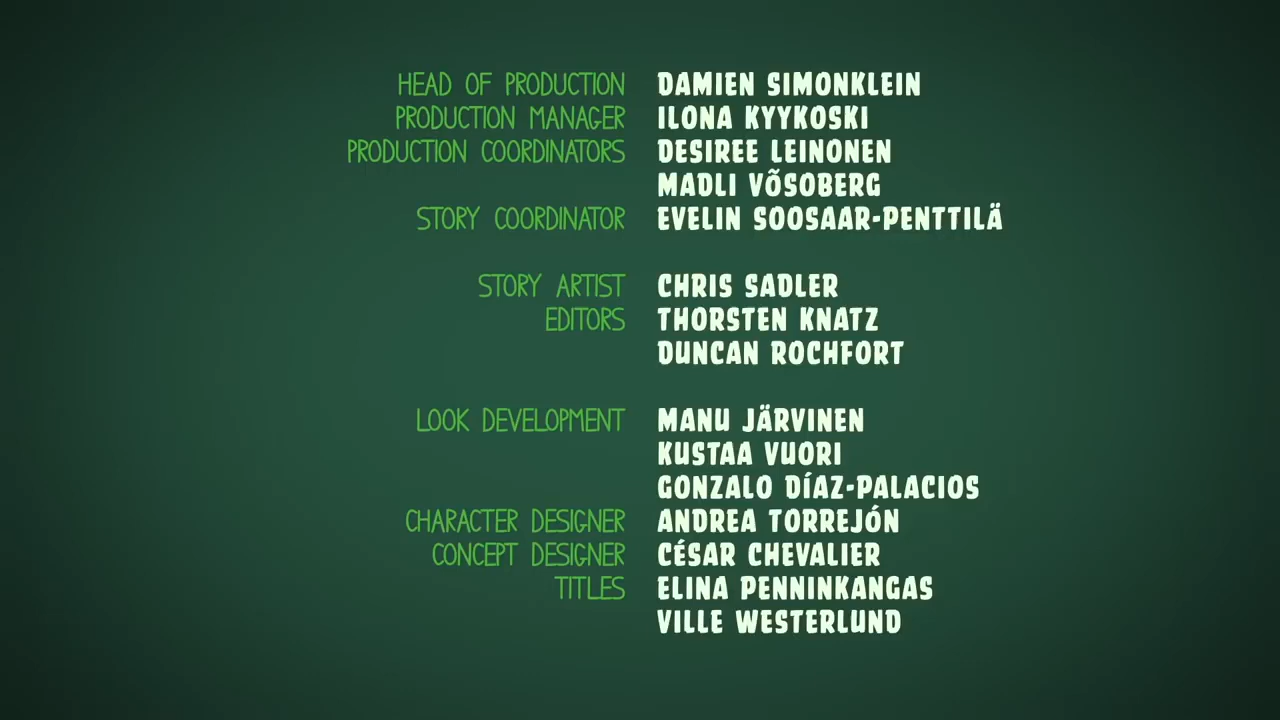 HEAD OF PRODUCTION DAMIEN SIMONKLEIN
PRODUCTION MANAGER ILONA KYYKOSKI
PRODUCTION COORDINATORS DESIREE LEINONEN
MADLI VÕSOBERG
STORY COORDINATOR EVELIN SOOSAAR-PENTTILÄ
STORY ARTIST CHRIS SADLER
EDITORS THORSTEN KNATZ
DUNCAN ROCHFORT
LOOK DEVELOPMENT MANU JÄRVINEN
KUSTAA VUORI
GONZALO DÍAZ-PALACIOS
CHARACTER DESIGNER ANDREA TORREJÓN
CONCEPT DESIGNER CÉSAR CHEVALIER
TITLES ELINA PENNINKANGAS
VILLE WESTERLUND